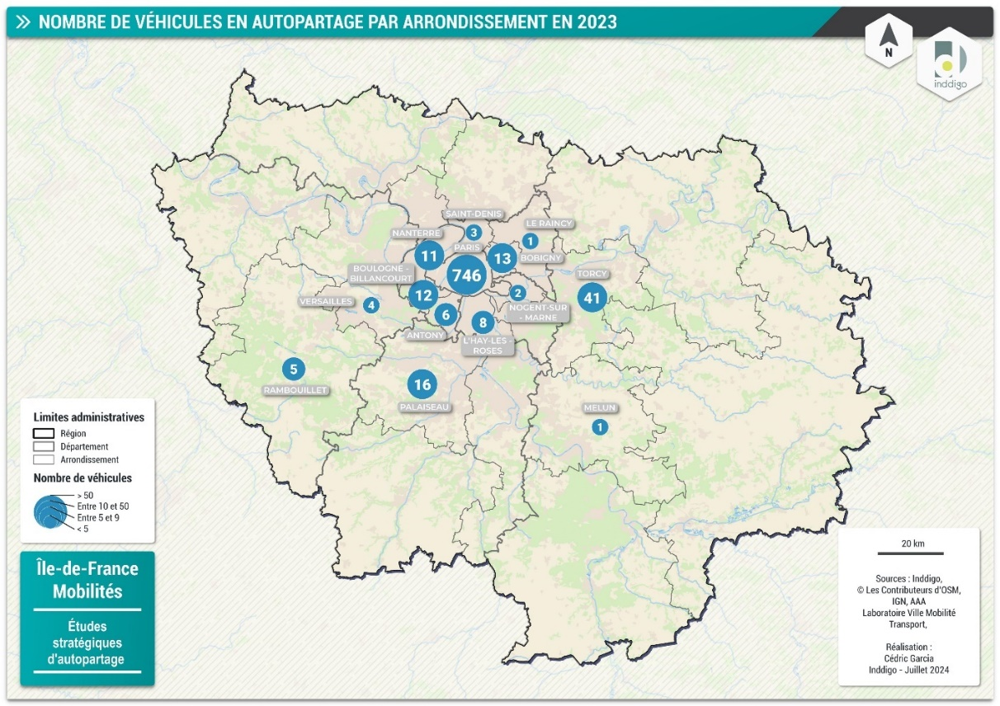 NOMBRE DE VÉHICULES EN AUTOPARTAGE PAR ARRONDISSEMENT EN 2023
N
inddigo
SAINT-DENIS
3
LE RAINCY
1
NANTERRE
11
PARIS
746
13
BOBIGNY
BOULOGNE -
BILLANCOURT
12
TORCY
41
VERSAILLES
4
2
NOGENT-SUR
- MARNE
6
ANTONY
8
L'HAY-LES -
ROSES
5
RAMBOUILLET
16
PALAISEAU
MELUN
1
Limites administratives
Région
Département
Arrondissement
Nombre de véhicules
> 50
Entre 10 et 50
Entre 5 et 9
< 5
Île-de-France
Mobilités
Études
stratégiques
d'autopartage
20 km
Sources : Inddigo,
© Les Contributeurs d'OSM,
IGN, AAA
Laboratoire Ville Mobilité
Transport,
Réalisation :
Cédric Garcia
Inddigo - Juillet 2024